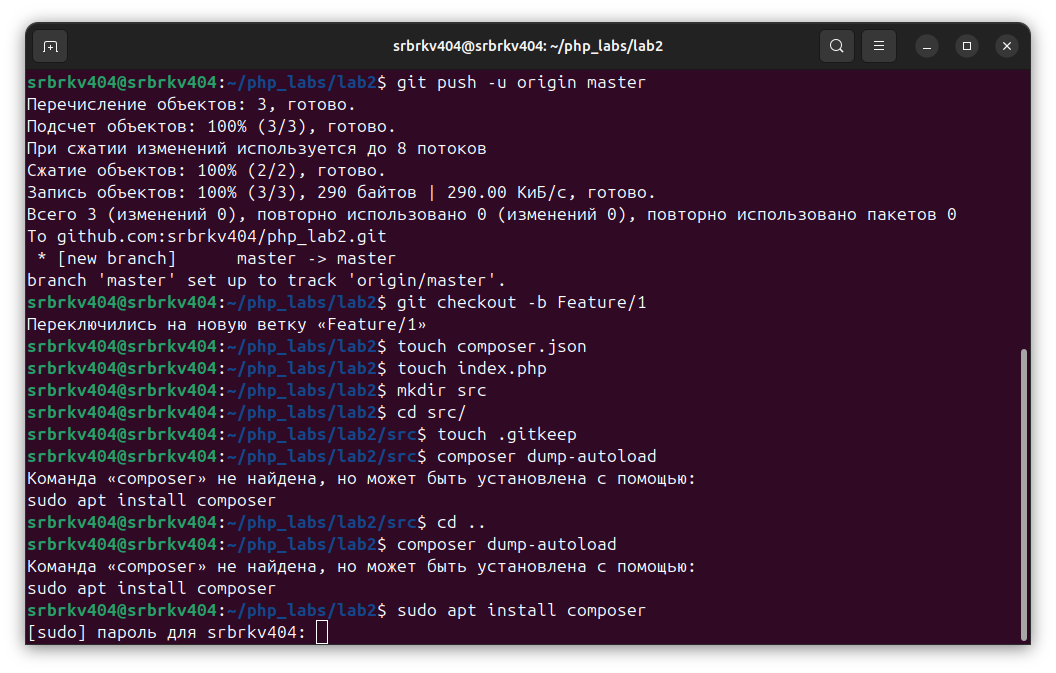 srbrkv404@srbrkv404: ~/php_labs/lab2
srbrkv404@srbrkv404:~/php_labs/lab2$ git push -u origin master
Перечисление объектов: 3, готово.
Подсчет объектов: 100% (3/3), готово.
При сжатии изменений используется до 8 потоков
Сжатие объектов: 100% (2/2), готово.
Запись объектов: 100% (3/3), 290 байтов | 290.00 КиБ/с, готово.
Всего 3 (изменений 0), повторно использовано 0 (изменений 0), повторно использовано пакетов 0
To github.com:srbrkv404/php_lab2.git
 * [new branch]      master -> master
branch 'master' set up to track 'origin/master'.
srbrkv404@srbrkv404:~/php_labs/lab2$ git checkout -b Feature/1
Переключились на новую ветку «Feature/1»
srbrkv404@srbrkv404:~/php_labs/lab2$ touch composer.json
srbrkv404@srbrkv404:~/php_labs/lab2$ touch index.php
srbrkv404@srbrkv404:~/php_labs/lab2$ mkdir src
srbrkv404@srbrkv404:~/php_labs/lab2$ cd src/
srbrkv404@srbrkv404:~/php_labs/lab2/src$ touch .gitkeep
srbrkv404@srbrkv404:~/php_labs/lab2/src$ composer dump-autoload
Команда «composer» не найдена, но может быть установлена с помощью:
sudo apt install composer
srbrkv404@srbrkv404:~/php_labs/lab2/src$ cd ..
srbrkv404@srbrkv404:~/php_labs/lab2$ composer dump-autoload
Команда «composer» не найдена, но может быть установлена с помощью:
sudo apt install composer
srbrkv404@srbrkv404:~/php_labs/lab2$ sudo apt install composer
[sudo] пароль для srbrkv404: